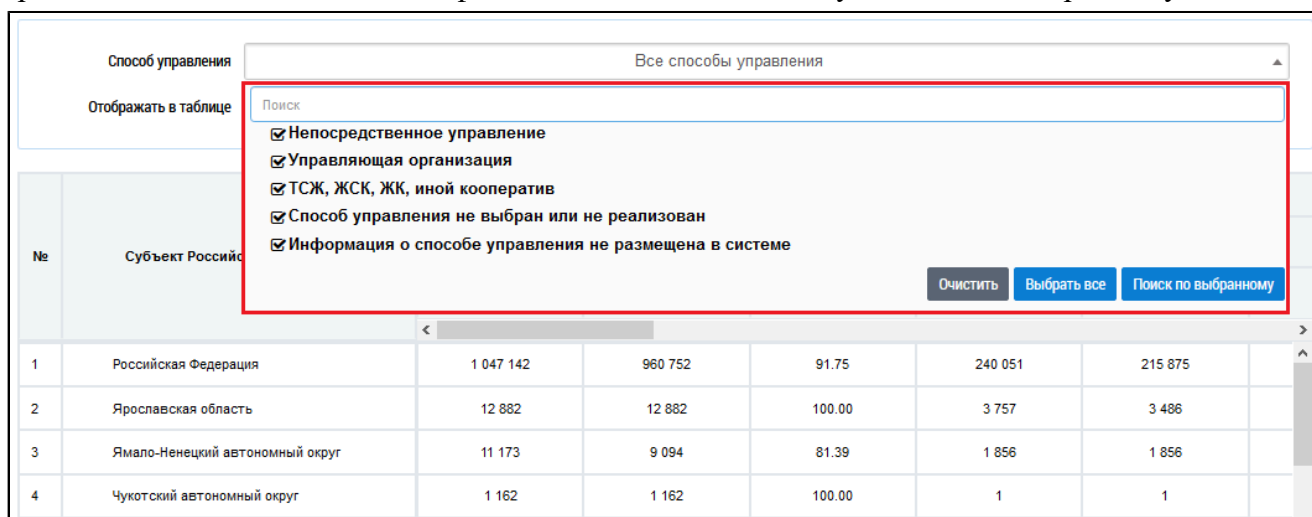 Способ управления Все способы управления
Отображать в таблице Поиск
Непосредственное управление
Управляющая организация
ТСЖ, ЖСК, ЖК, иной кооператив
Способ управления не выбран или не реализован
Информация о способе управления не размещена в системе
№ Субъект Российс
Очистить Выбрать все Поиск по выбранному
1 Российская Федерация 1 047 142 960 752 91.75 240 051 215 875
2 Ярославская область 12 882 12 882 100.00 3 757 3 486
3 Ямало-Ненецкий автономный округ 11 173 9 094 81.39 1 856 1 856
4 Чукотский автономный округ 1 162 1 162 100.00 1 1